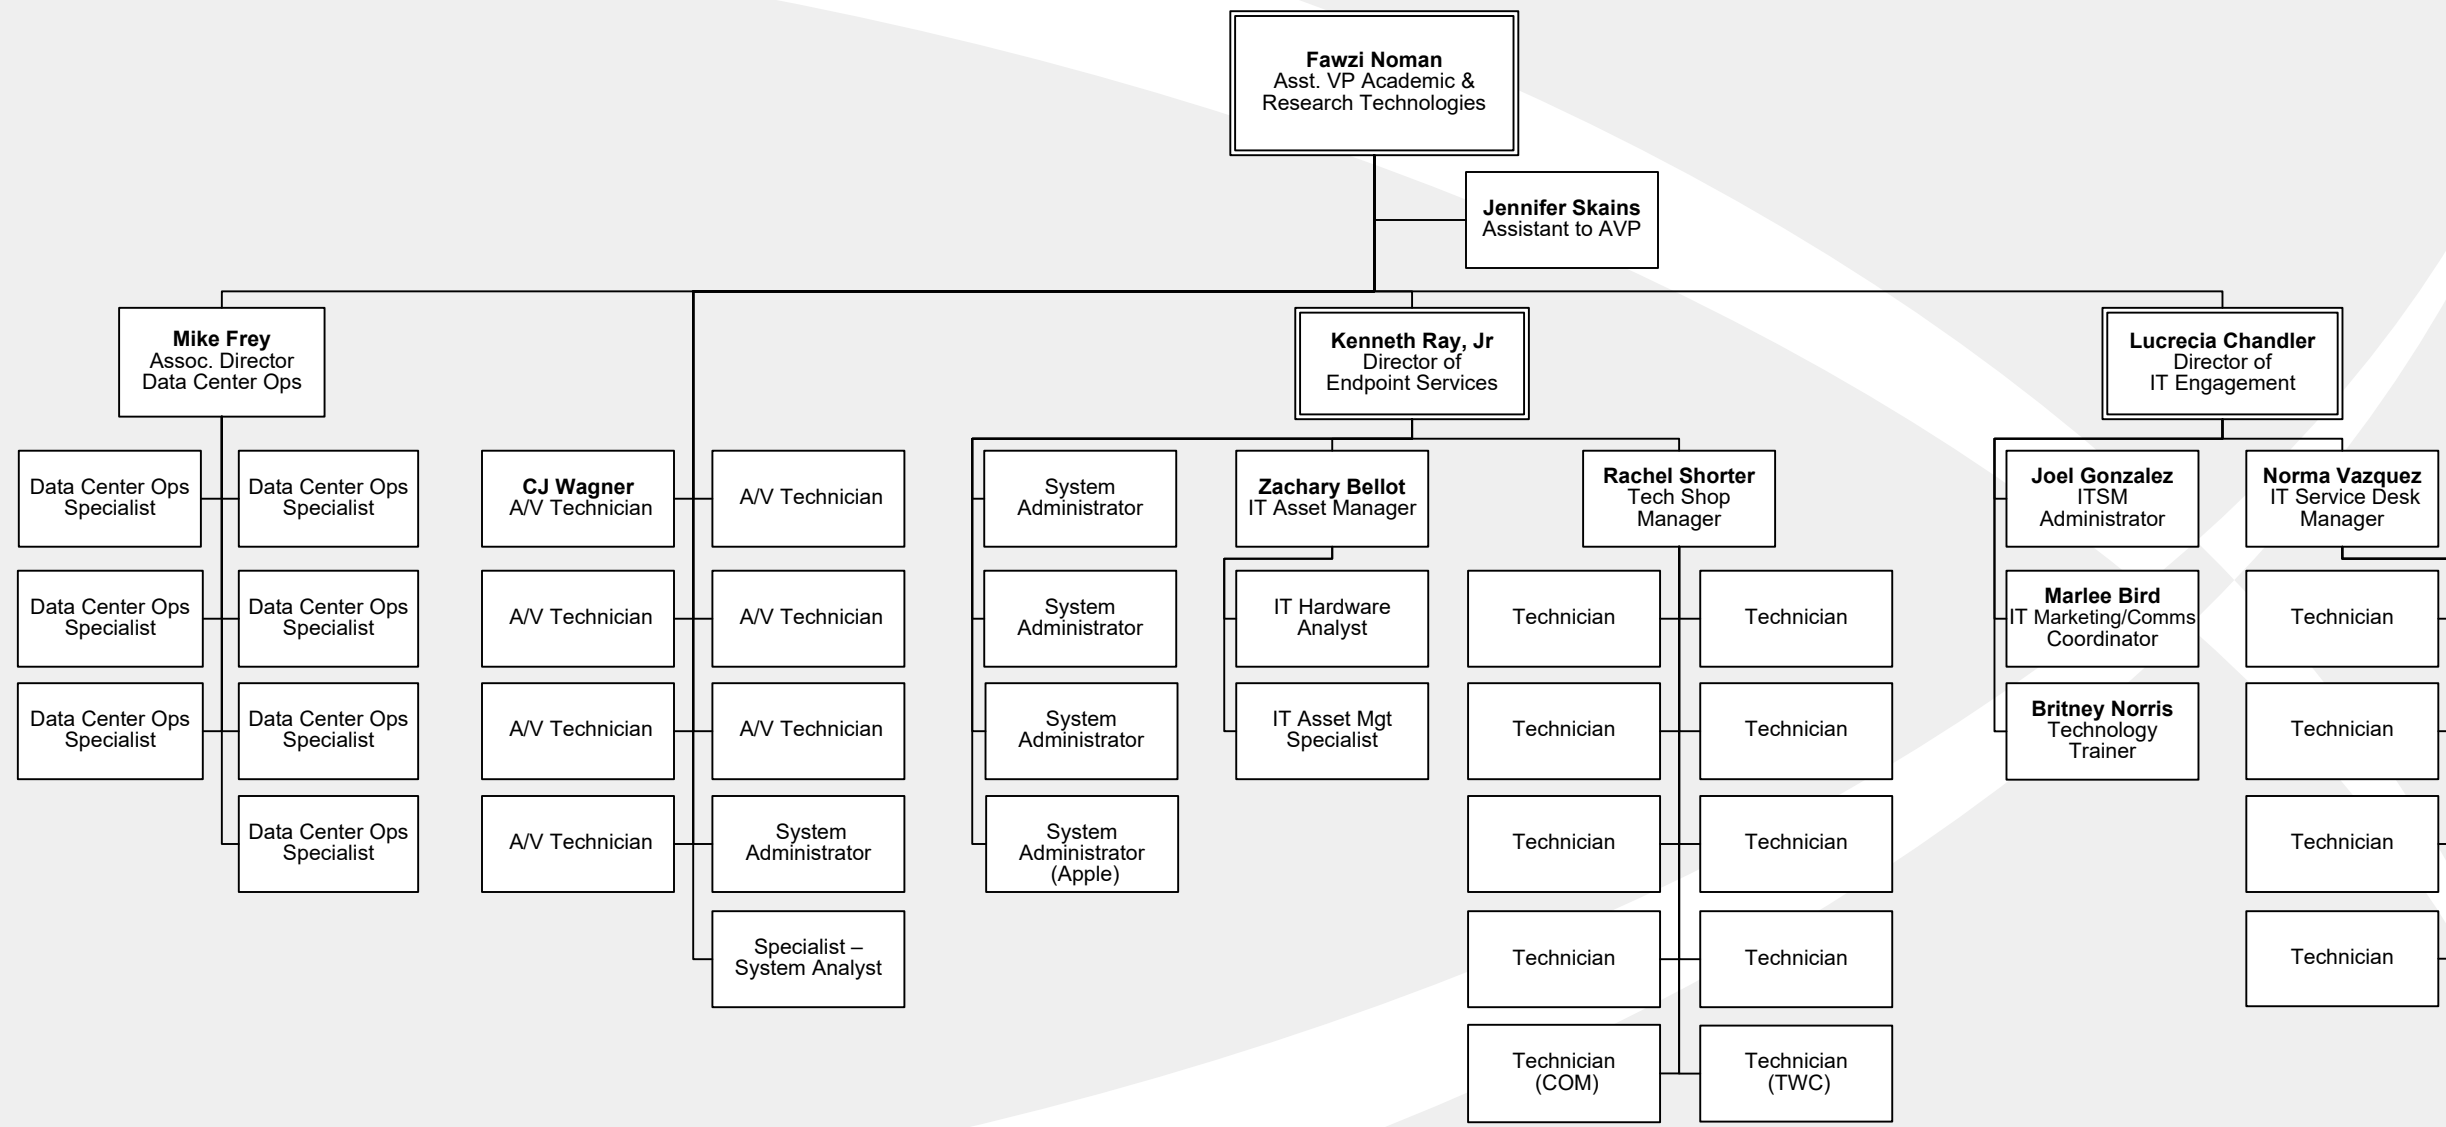 Fawzi Noman
Asst. VP Academic &
Research Technologies
Jennifer Skains
Assistant to AVP
Mike Frey
Assoc. Director
Data Center Ops
Kenneth Ray, Jr
Director of
Endpoint Services
Lucrecia Chandler
Director of
IT Engagement
Data Center Ops
Specialist
Data Center Ops
Specialist
CJ Wagner
A/V Technician
A/V Technician
System
Administrator
Zachary Bellot
IT Asset Manager
Rachel Shorter
Tech Shop
Manager
Joel Gonzalez
ITSM
Administrator
Norma Vazquez
IT Service Desk
Manager
Data Center Ops
Specialist
Data Center Ops
Specialist
A/V Technician
A/V Technician
System
Administrator
IT Hardware
Analyst
Technician
Technician
Marlee Bird
IT Marketing/Comms
Coordinator
Technician
Data Center Ops
Specialist
Data Center Ops
Specialist
A/V Technician
A/V Technician
System
Administrator
IT Asset Mgt
Specialist
Technician
Technician
Britney Norris
Technology
Trainer
Technician
Data Center Ops
Specialist
A/V Technician
System
Administrator
System
Administrator
(Apple)
Technician
Technician
Technician
Specialist –
System Analyst
Technician
Technician
Technician
Technician
(COM)
Technician
(TWC)